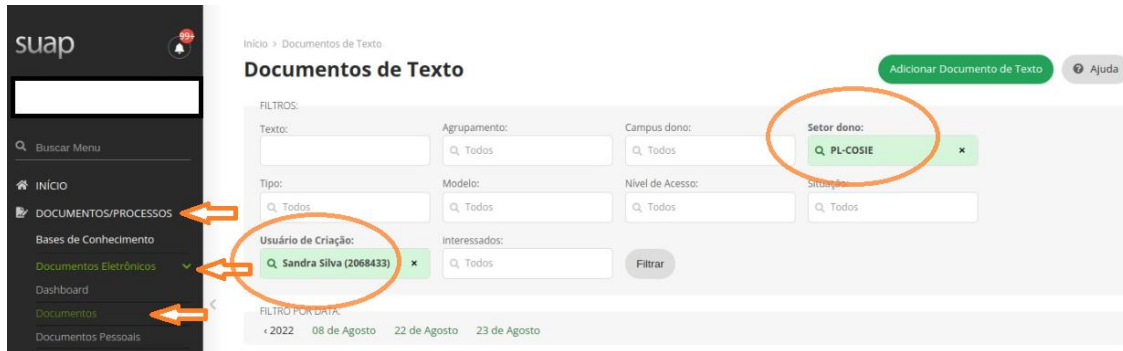 suap
99+
Buscar Menu
INÍCIO
DOCUMENTOS/PROCESSOS
Bases de Conhecimento
Documentos Eletrônicos
Dashboard
Documentos
Documentos Pessoais
Início > Documentos de Texto
Documentos de Texto
Adicionar Documento de Texto
Ajuda
FILTROS:
Texto: Agrupamento: Campus dono: Setor dono:
Todos Todos PL-COSIE ×
Tipo: Modelo: Nível de Acesso: Situação:
Todos Todos Todos Todos
Usuário de Criação: Interessados:
Sandra Silva (2068433) × Todos Filtrar
FILTRO POR DATA:
‹ 2022 08 de Agosto 22 de Agosto 23 de Agosto